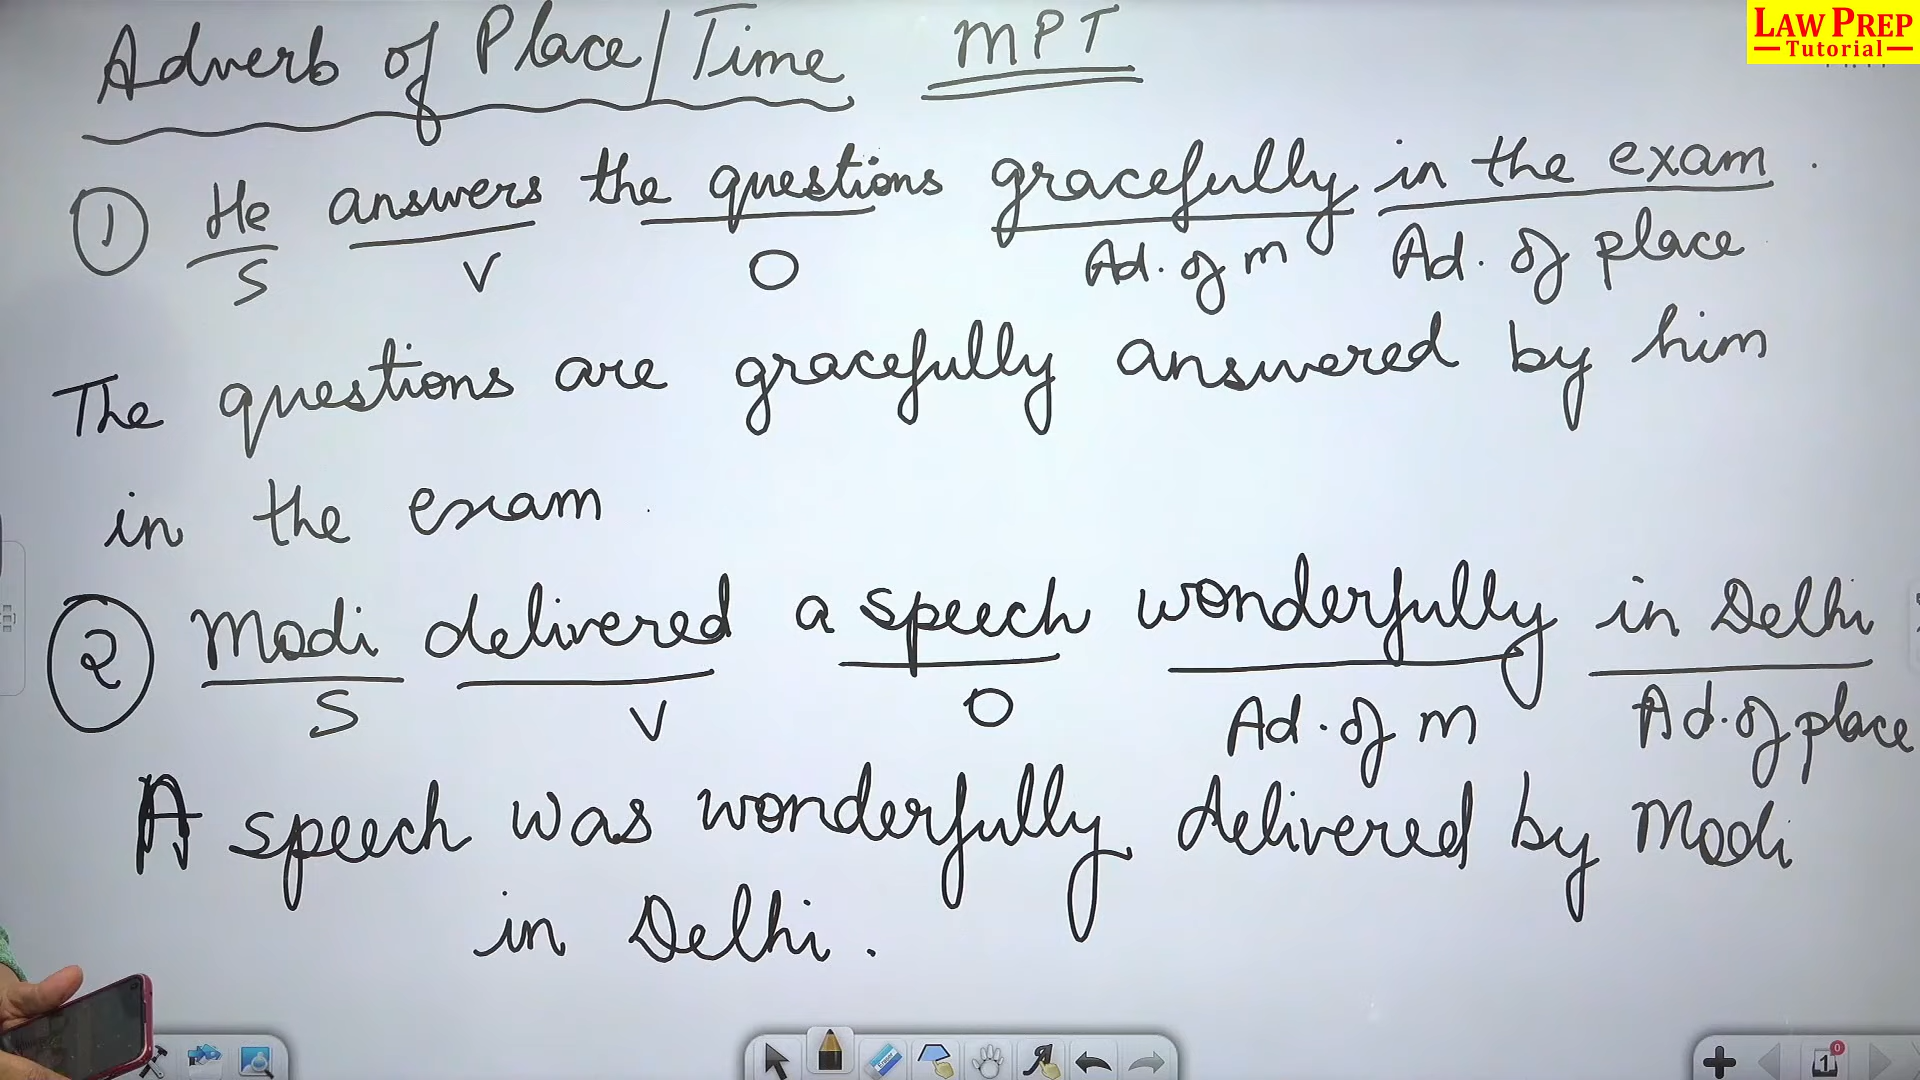 Adverb of Place/Time MPT
LAW PREP
Tutorial
① He answers the questions gracefully in the exam.
S V O Ad. of m Ad. of place
The questions are gracefully answered by him
in the exam.
② Modi delivered a speech wonderfully in Delhi
S V O Ad. of m Ad. of place
A speech was wonderfully delivered by Modi
in Delhi.
1
0